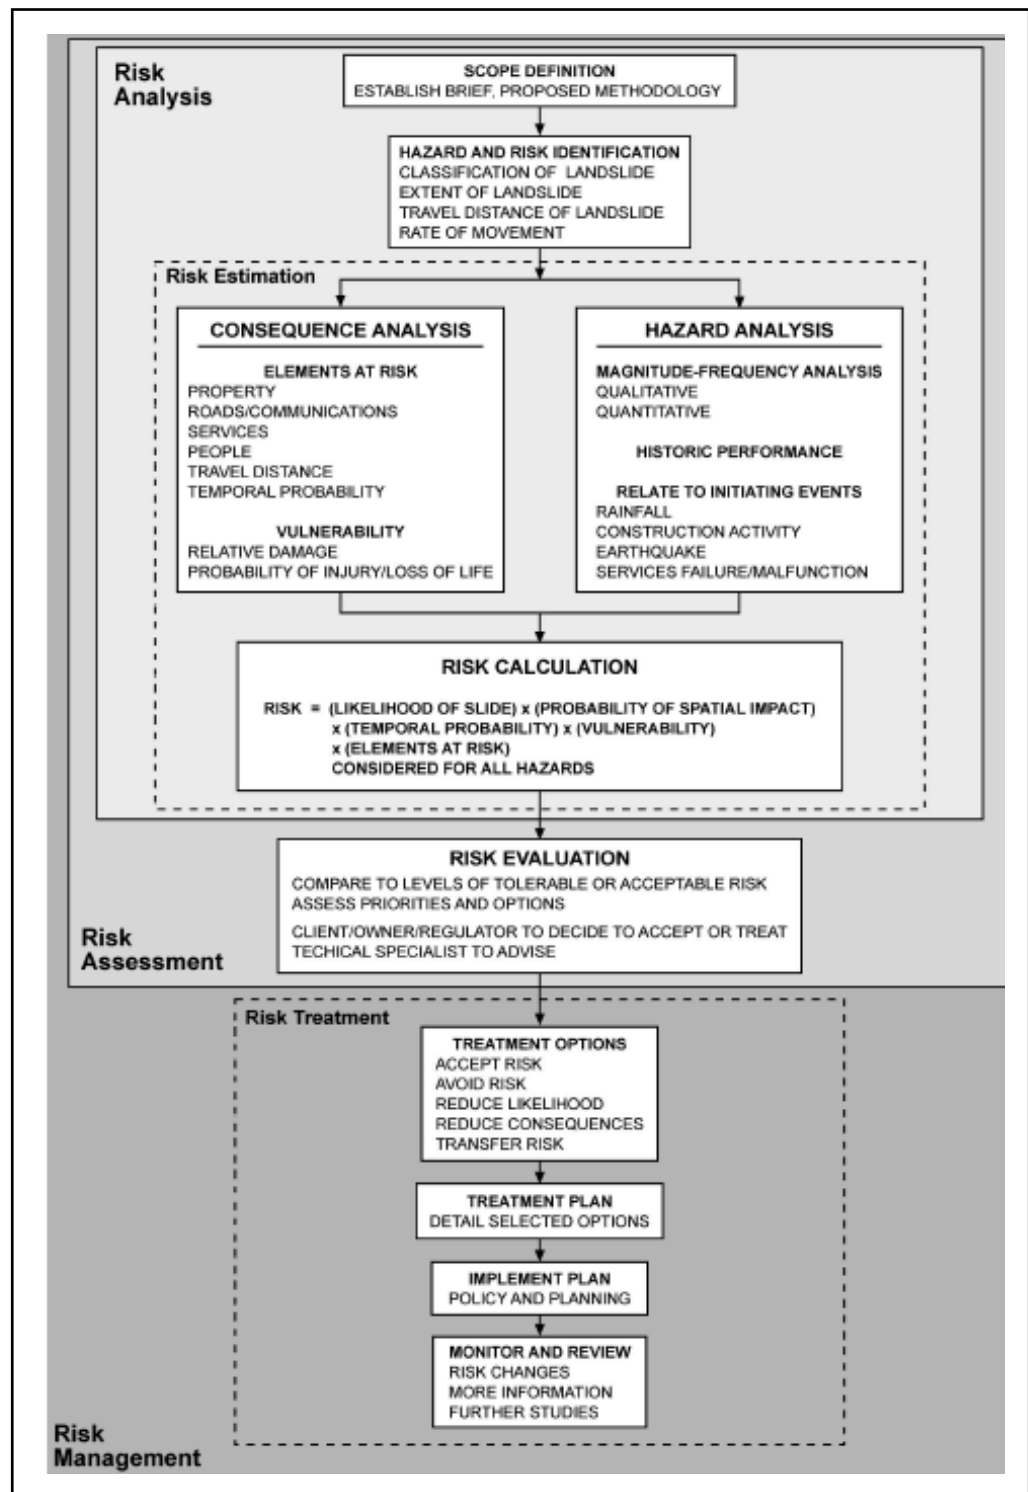 Risk
Analysis
SCOPE DEFINITION
ESTABLISH BRIEF, PROPOSED METHODOLOGY
HAZARD AND RISK IDENTIFICATION
CLASSIFICATION OF LANDSLIDE
EXTENT OF LANDSLIDE
TRAVEL DISTANCE OF LANDSLIDE
RATE OF MOVEMENT
Risk Estimation
CONSEQUENCE ANALYSIS
ELEMENTS AT RISK
PROPERTY
ROADS/COMMUNICATIONS
SERVICES
PEOPLE
TRAVEL DISTANCE
TEMPORAL PROBABILITY
VULNERABILITY
RELATIVE DAMAGE
PROBABILITY OF INJURY/LOSS OF LIFE
HAZARD ANALYSIS
MAGNITUDE-FREQUENCY ANALYSIS
QUALITATIVE
QUANTITATIVE
HISTORIC PERFORMANCE
RELATE TO INITIATING EVENTS
RAINFALL
CONSTRUCTION ACTIVITY
EARTHQUAKE
SERVICES FAILURE/MALFUNCTION
RISK CALCULATION
RISK = (LIKELIHOOD OF SLIDE) x (PROBABILITY OF SPATIAL IMPACT)
x (TEMPORAL PROBABILITY) x (VULNERABILITY)
x (ELEMENTS AT RISK)
CONSIDERED FOR ALL HAZARDS
RISK EVALUATION
COMPARE TO LEVELS OF TOLERABLE OR ACCEPTABLE RISK
ASSESS PRIORITIES AND OPTIONS
CLIENT/OWNER/REGULATOR TO DECIDE TO ACCEPT OR TREAT
TECHICAL SPECIALIST TO ADVISE
Risk
Assessment
Risk Treatment
TREATMENT OPTIONS
ACCEPT RISK
AVOID RISK
REDUCE LIKELIHOOD
REDUCE CONSEQUENCES
TRANSFER RISK
TREATMENT PLAN
DETAIL SELECTED OPTIONS
IMPLEMENT PLAN
POLICY AND PLANNING
MONITOR AND REVIEW
RISK CHANGES
MORE INFORMATION
FURTHER STUDIES
Risk
Management